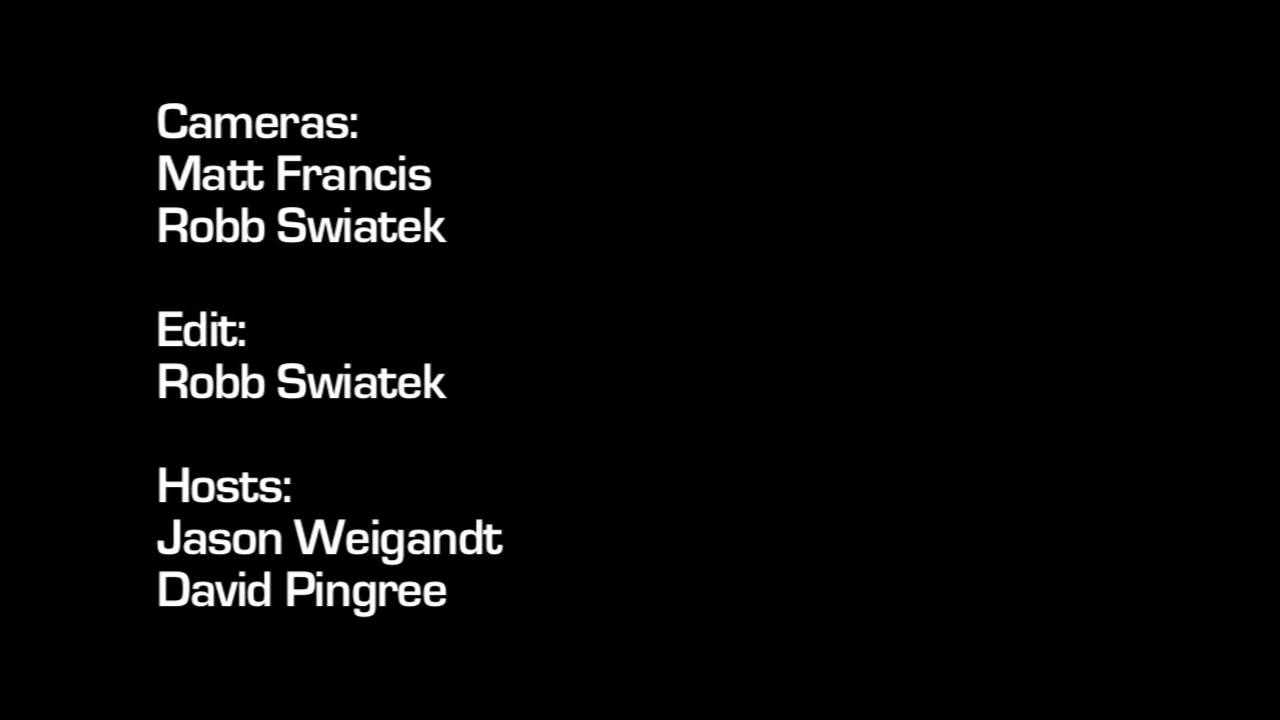 Cameras:
Matt Francis
Robb Swiatek
Edit:
Robb Swiatek
Hosts:
Jason Weigandt
David Pingree